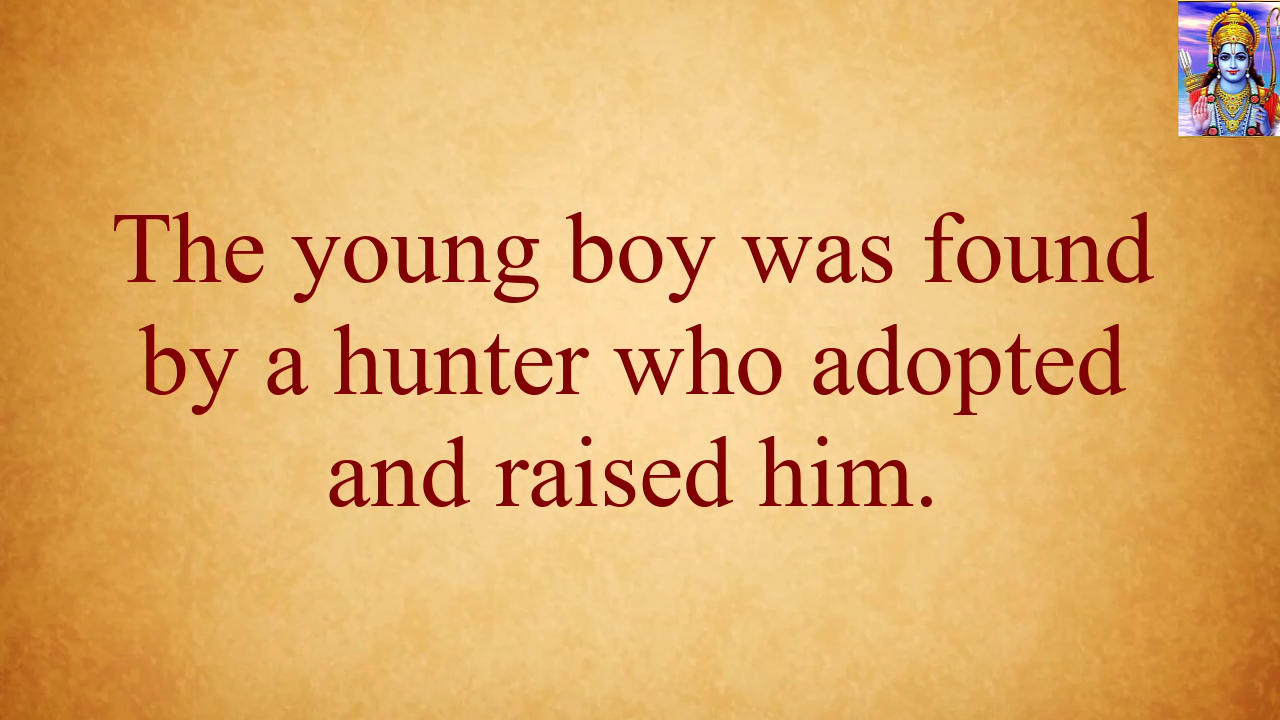 The young boy was found
by a hunter who adopted
and raised him.